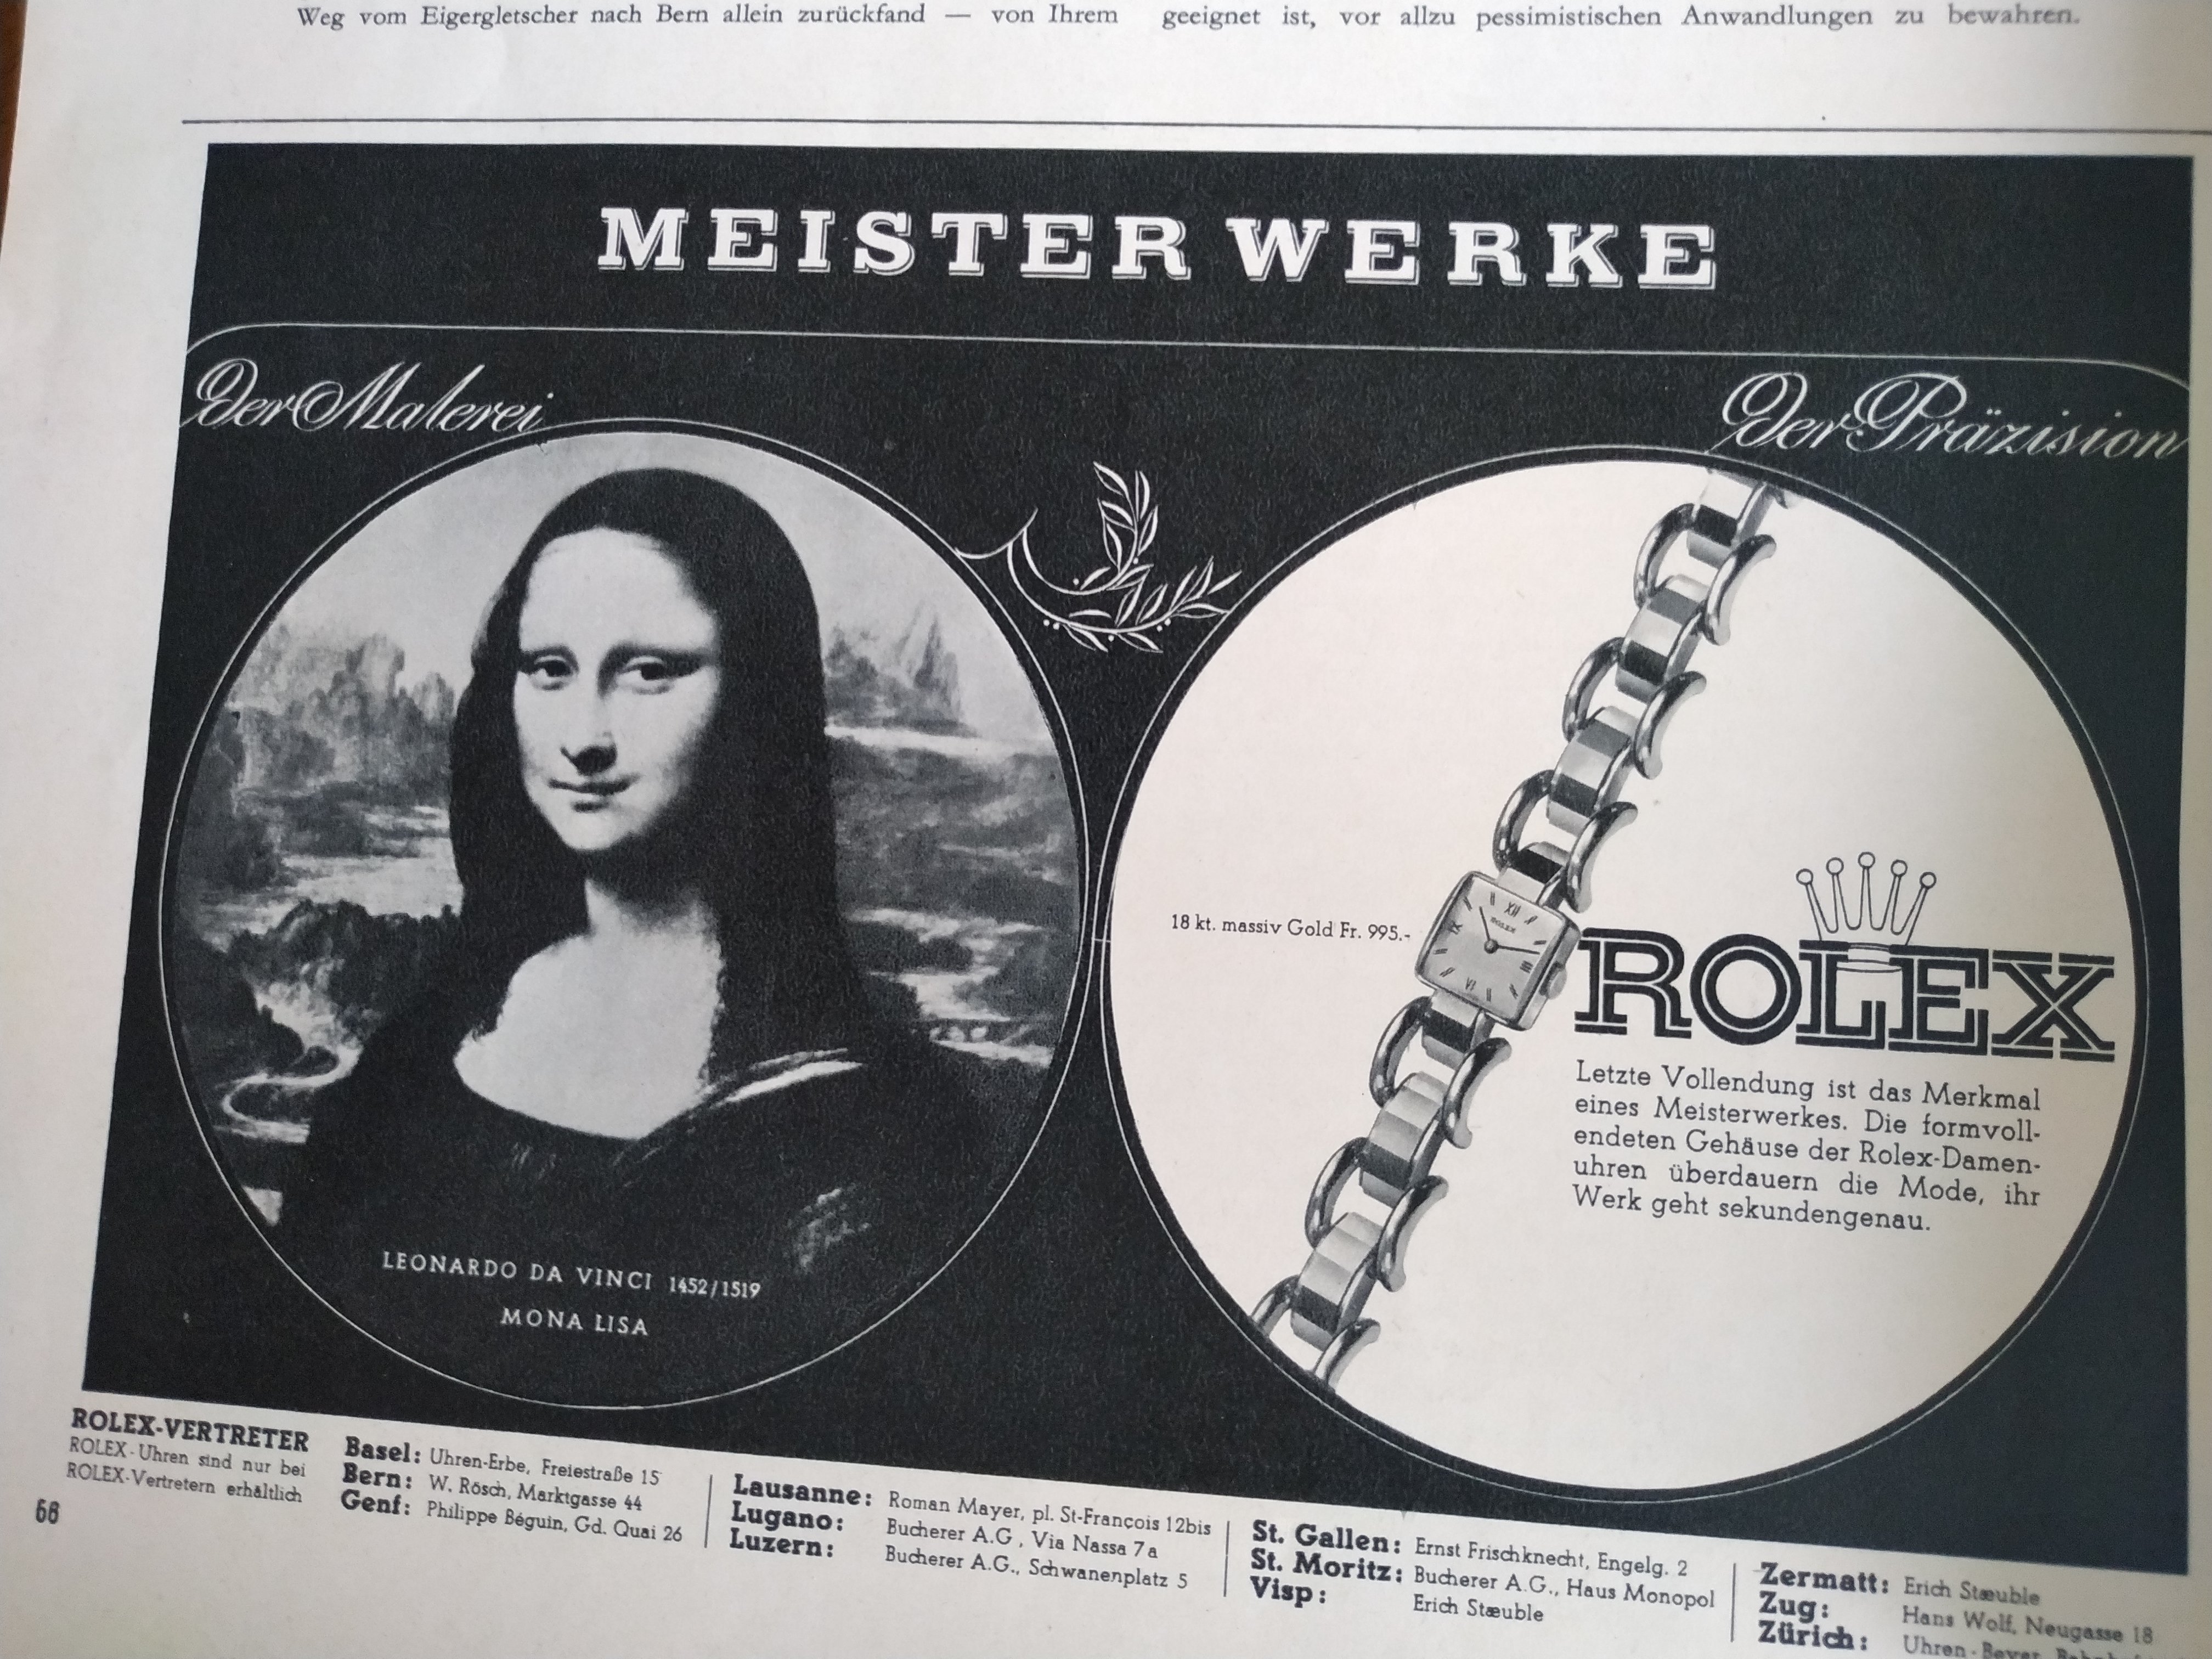 Weg vom Eigergletscher nach Bern allein zurückfand — von Ihrem
geeignet ist, vor allzu pessimistischen Anwandlungen zu bewahren.
MEISTER WERKE
Der Malerei
Der Präzision
LEONARDO DA VINCI 1452/1519
MONA LISA
18 kt. massiv Gold Fr. 995.-
XII
ROLEX
IX
III
VI
ROLEX
Letzte Vollendung ist das Merkmal
eines Meisterwerkes. Die formvoll-
endeten Gehäuse der Rolex-Damen-
uhren überdauern die Mode, ihr
Werk geht sekundengenau.
ROLEX-VERTRETER
ROLEX-Uhren sind nur bei
ROLEX-Vertretern erhältlich
Basel: Uhren-Erbe, Freiestraße 15
Bern: W. Rösch, Marktgasse 44
Genf: Philippe Béguin, Gd. Quai 26
Lausanne: Roman Mayer, pl. St-François 12bis
Lugano: Bucherer A.G., Via Nassa 7a
Luzern: Bucherer A.G., Schwanenplatz 5
St. Gallen: Ernst Frischknecht, Engelg. 2
St. Moritz: Bucherer A.G., Haus Monopol
Visp: Erich Stæuble
Zermatt: Erich Stæuble
Zug: Hans Wolf, Neugasse 18
Zürich: Uhren-Beyer,
66